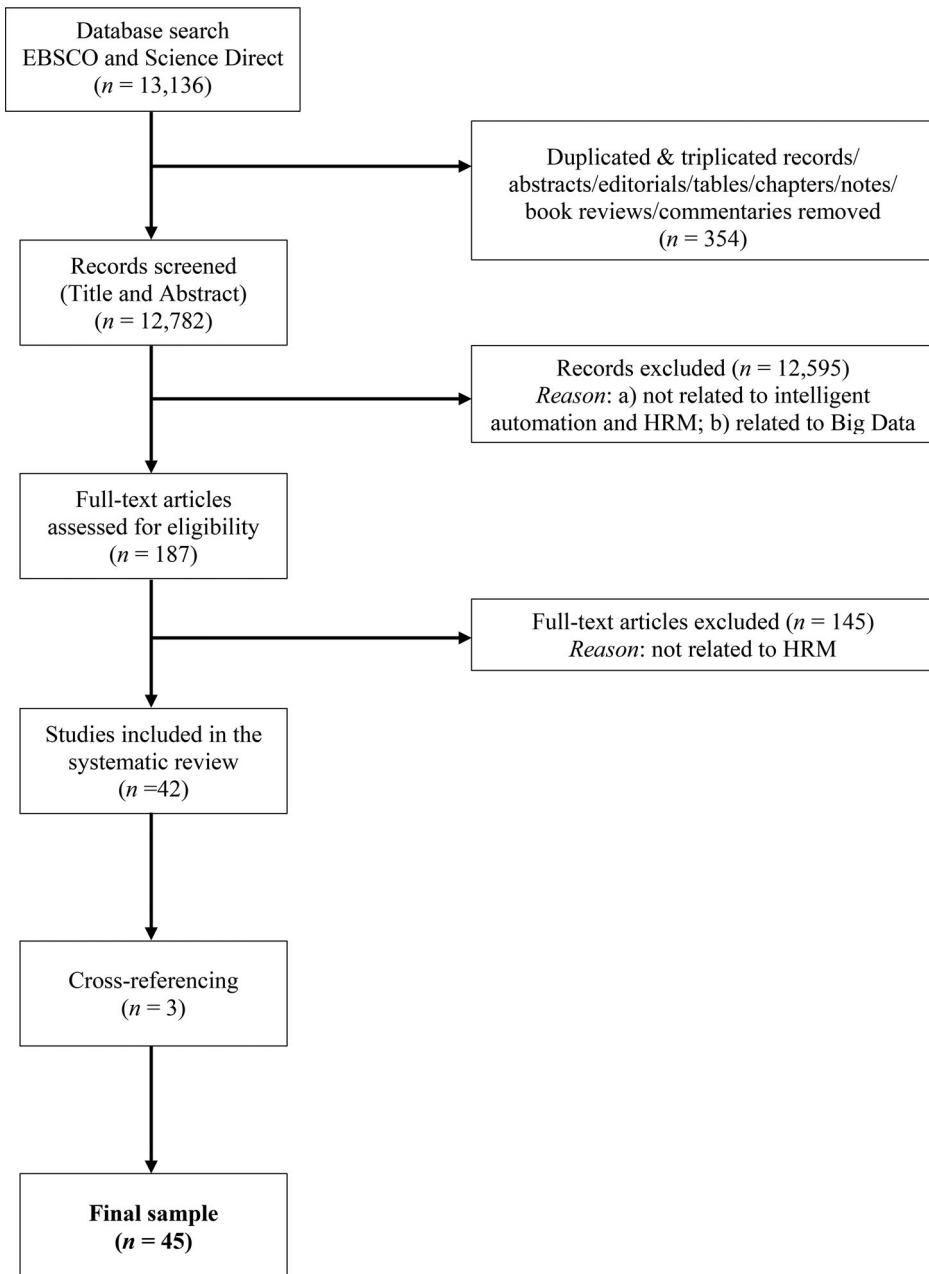 Database search
EBSCO and Science Direct
(n = 13,136)
Duplicated & triplicated records/
abstracts/editorials/tables/chapters/notes/
book reviews/commentaries removed
(n = 354)
Records screened
(Title and Abstract)
(n = 12,782)
Records excluded (n = 12,595)
Reason: a) not related to intelligent
automation and HRM; b) related to Big Data
Full-text articles
assessed for eligibility
(n = 187)
Full-text articles excluded (n = 145)
Reason: not related to HRM
Studies included in the
systematic review
(n =42)
Cross-referencing
(n = 3)
Final sample
(n = 45)